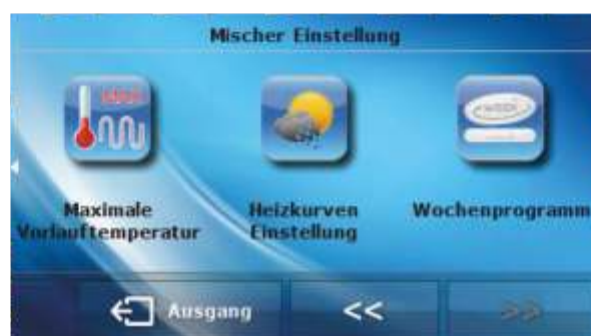 Mischer Einstellung
Maximale
Vorlauftemperatur
Heizkurven
Einstellung
Wochenprogramm
Ausgang
<<
>>